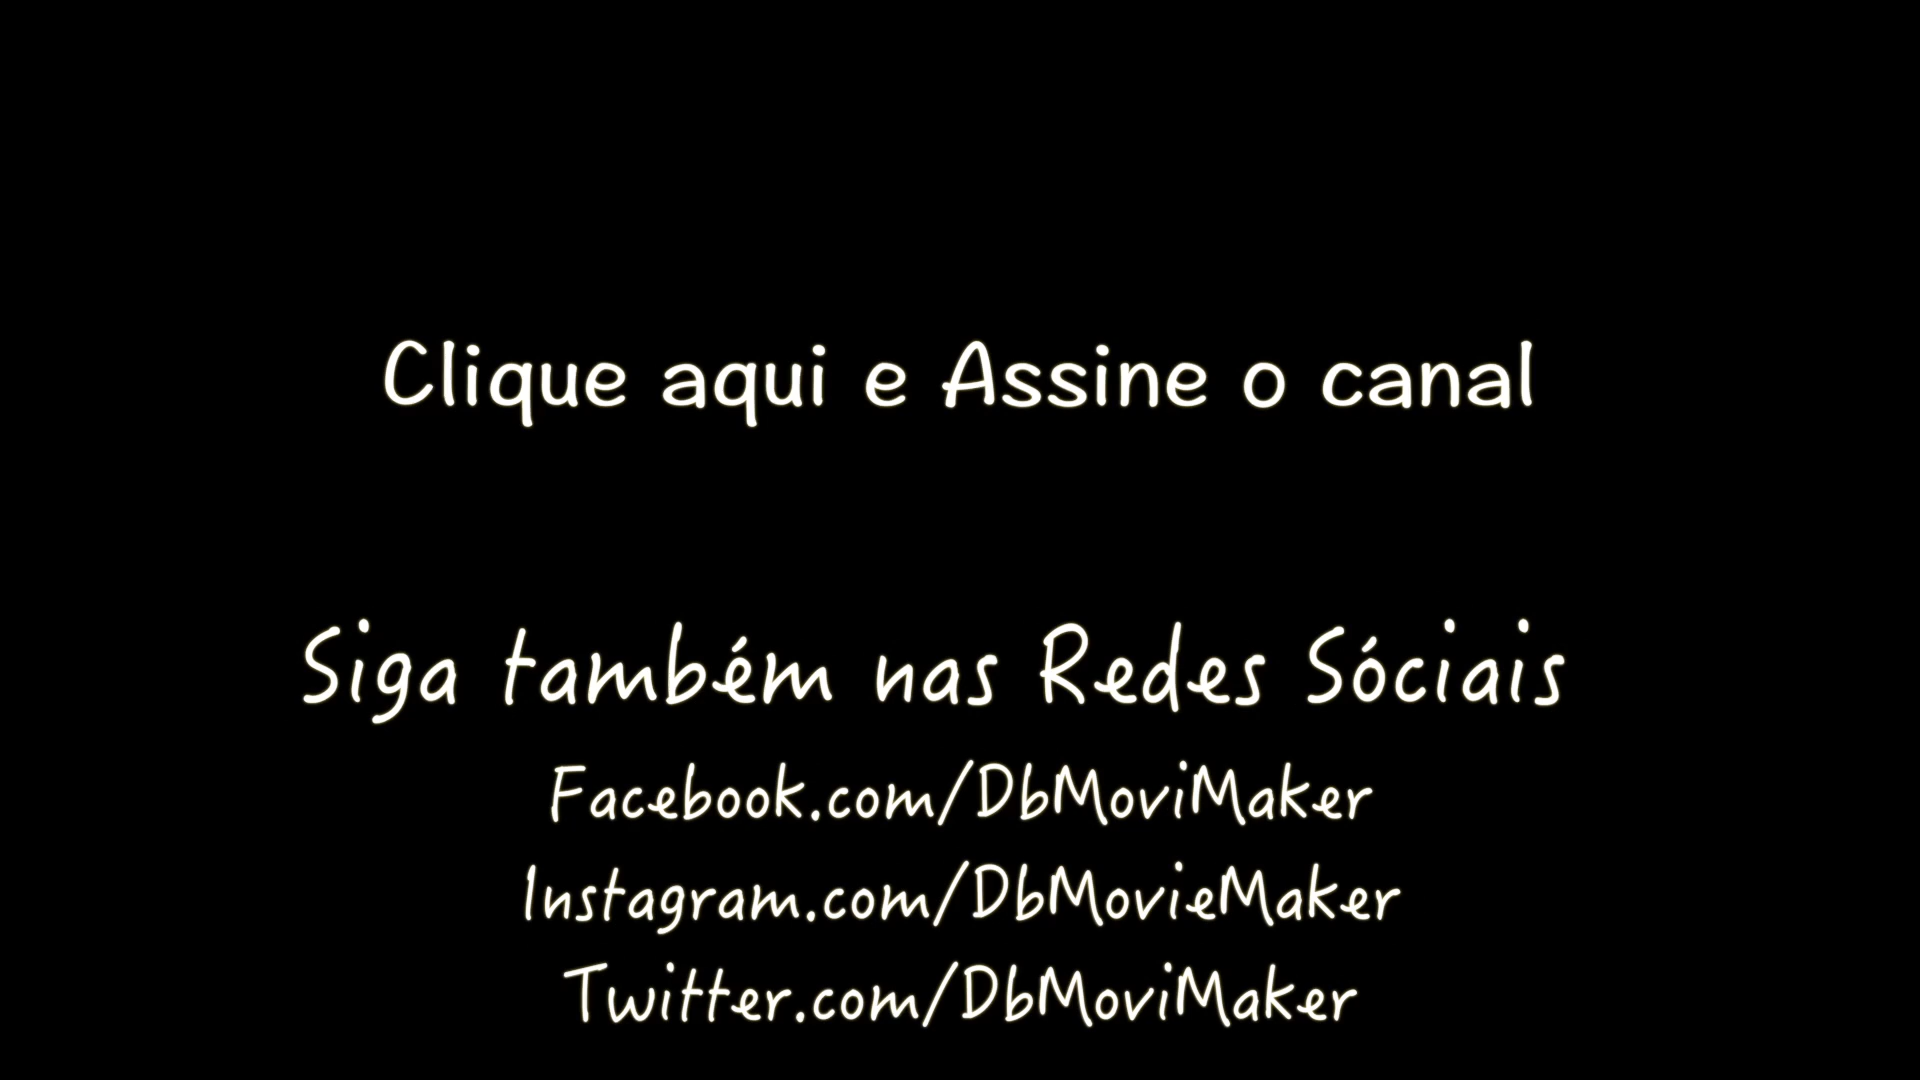 Clique aqui e Assine o canal
Siga também nas Redes Sóciais
Facebook.com/DbMoviMaker
Instagram.com/DbMovieMaker
Twitter.com/DbMoviMaker